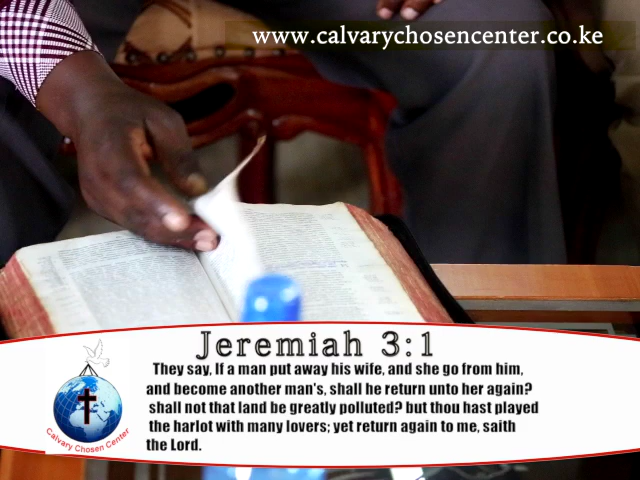 www.calvarychosencenter.co.ke
Jeremiah 3:1
They say, If a man put away his wife, and she go from him,
and become another man's, shall he return unto her again?
shall not that land be greatly polluted? but thou hast played
the harlot with many lovers; yet return again to me, saith
the Lord.
Calvary Chosen Center